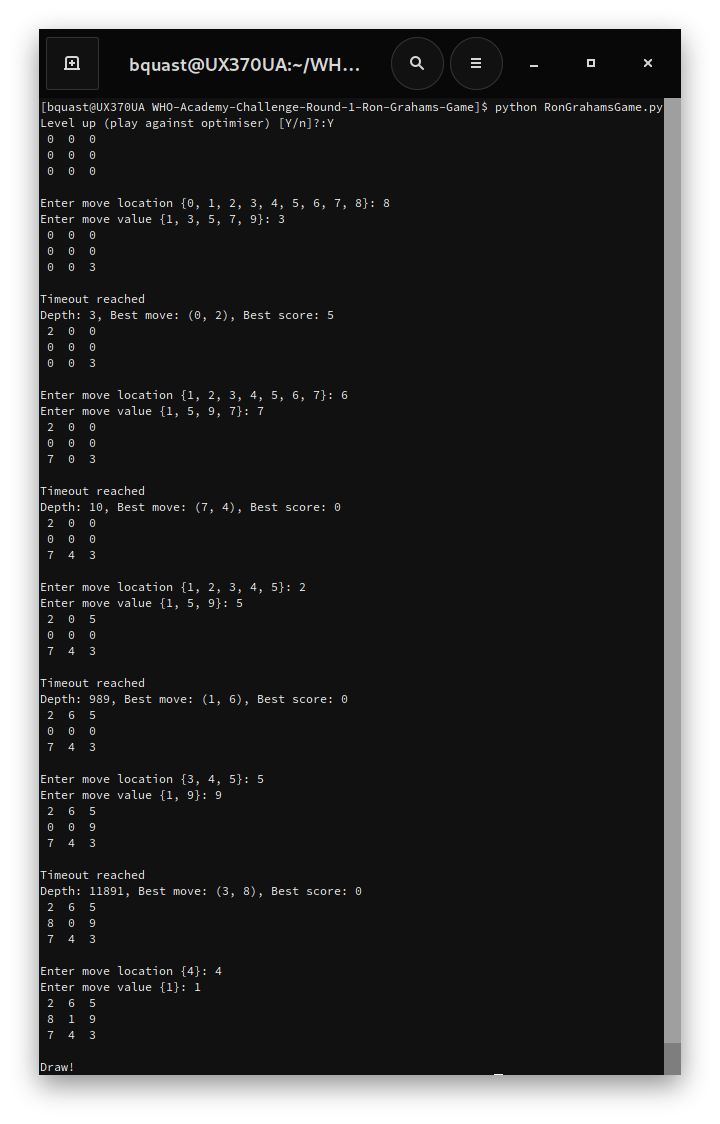 bquast@UX370UA:~/WH...
[bquast@UX370UA WHO-Academy-Challenge-Round-1-Ron-Grahams-Game]$ python RonGrahamsGame.py
Level up (play against optimiser) [Y/n]?:Y
0 0 0
0 0 0
0 0 0
Enter move location {0, 1, 2, 3, 4, 5, 6, 7, 8}: 8
Enter move value {1, 3, 5, 7, 9}: 3
0 0 0
0 0 0
0 0 3
Timeout reached
Depth: 3, Best move: (0, 2), Best score: 5
2 0 0
0 0 0
0 0 3
Enter move location {1, 2, 3, 4, 5, 6, 7}: 6
Enter move value {1, 5, 9, 7}: 7
2 0 0
0 0 0
7 0 3
Timeout reached
Depth: 10, Best move: (7, 4), Best score: 0
2 0 0
0 0 0
7 4 3
Enter move location {1, 2, 3, 4, 5}: 2
Enter move value {1, 5, 9}: 5
2 0 5
0 0 0
7 4 3
Timeout reached
Depth: 989, Best move: (1, 6), Best score: 0
2 6 5
0 0 0
7 4 3
Enter move location {3, 4, 5}: 5
Enter move value {1, 9}: 9
2 6 5
0 0 9
7 4 3
Timeout reached
Depth: 11891, Best move: (3, 8), Best score: 0
2 6 5
8 0 9
7 4 3
Enter move location {4}: 4
Enter move value {1}: 1
2 6 5
8 1 9
7 4 3
Draw!